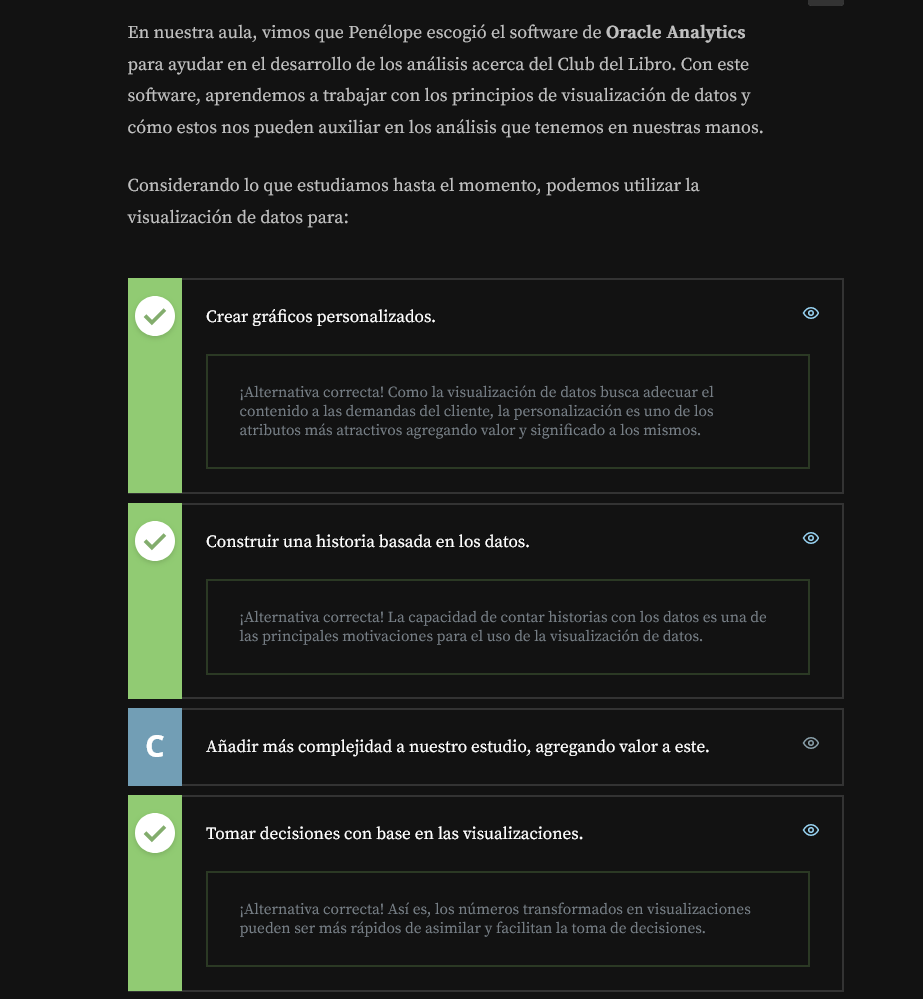 En nuestra aula, vimos que Penélope escogió el software de Oracle Analytics
para ayudar en el desarrollo de los análisis acerca del Club del Libro. Con este
software, aprendemos a trabajar con los principios de visualización de datos y
cómo estos nos pueden auxiliar en los análisis que tenemos en nuestras manos.
Considerando lo que estudiamos hasta el momento, podemos utilizar la
visualización de datos para:
Crear gráficos personalizados.
¡Alternativa correcta! Como la visualización de datos busca adecuar el
contenido a las demandas del cliente, la personalización es uno de los
atributos más atractivos agregando valor y significado a los mismos.
Construir una historia basada en los datos.
¡Alternativa correcta! La capacidad de contar historias con los datos es una de
las principales motivaciones para el uso de la visualización de datos.
C Añadir más complejidad a nuestro estudio, agregando valor a este.
Tomar decisiones con base en las visualizaciones.
¡Alternativa correcta! Así es, los números transformados en visualizaciones
pueden ser más rápidos de asimilar y facilitan la toma de decisiones.